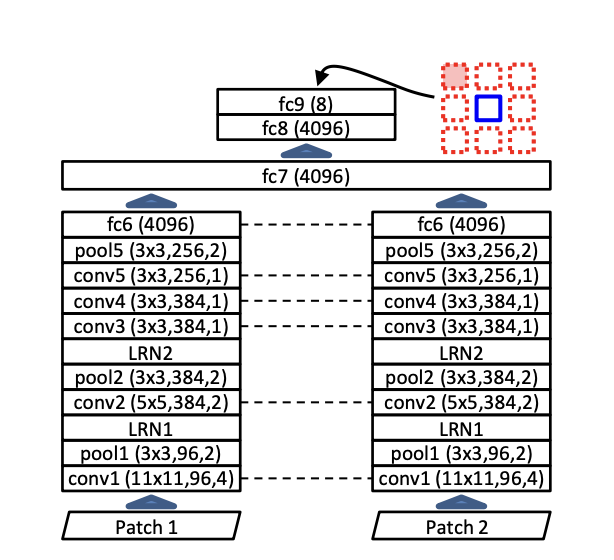 fc9 (8)
fc8 (4096)
fc7 (4096)
fc6 (4096)
pool5 (3x3,256,2)
conv5 (3x3,256,1)
conv4 (3x3,384,1)
conv3 (3x3,384,1)
LRN2
pool2 (3x3,384,2)
conv2 (5x5,384,2)
LRN1
pool1 (3x3,96,2)
conv1 (11x11,96,4)
Patch 1
fc6 (4096)
pool5 (3x3,256,2)
conv5 (3x3,256,1)
conv4 (3x3,384,1)
conv3 (3x3,384,1)
LRN2
pool2 (3x3,384,2)
conv2 (5x5,384,2)
LRN1
pool1 (3x3,96,2)
conv1 (11x11,96,4)
Patch 2